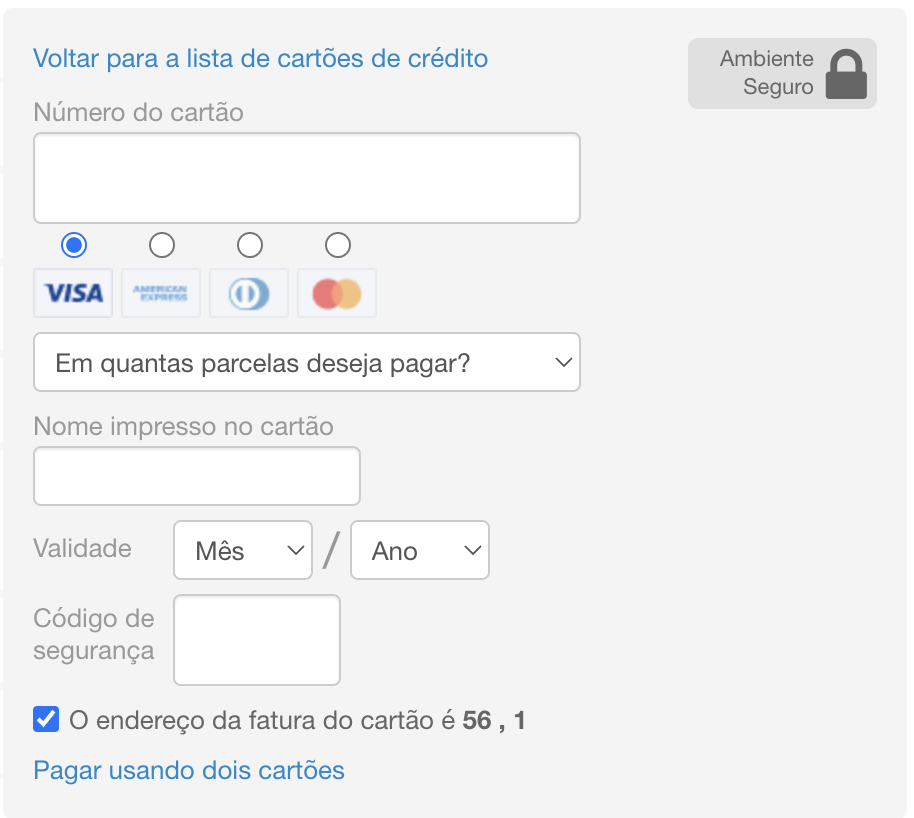 Voltar para a lista de cartões de crédito
Ambiente
Seguro
Número do cartão
VISA
AMERICAN
EXPRESS
Em quantas parcelas deseja pagar?
Nome impresso no cartão
Validade
Mês
/
Ano
Código de
segurança
O endereço da fatura do cartão é 56 , 1
Pagar usando dois cartões